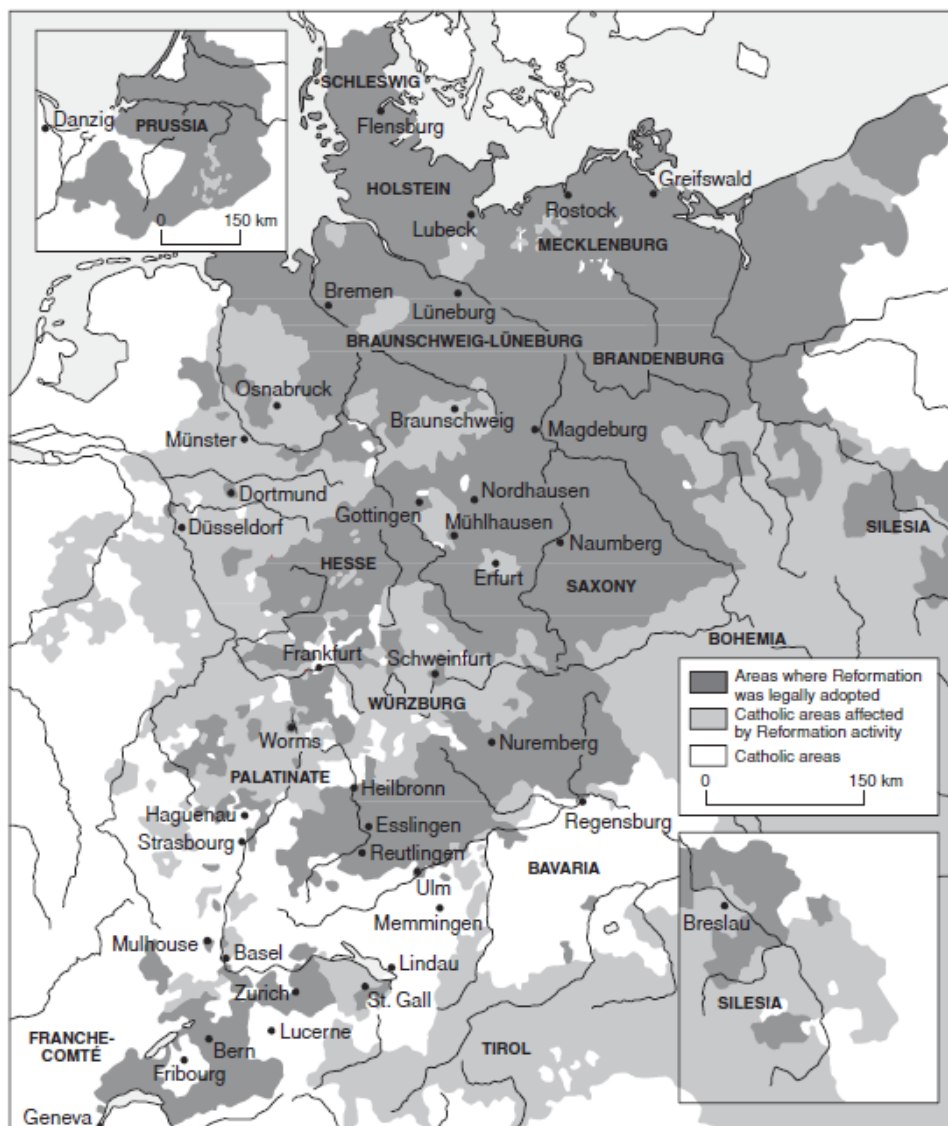 Danzig
PRUSSIA
0 150 km
SCHLESWIG
Flensburg
HOLSTEIN
Lubeck
Rostock
Greifswald
MECKLENBURG
Bremen
Lüneburg
BRAUNSCHWEIG-LÜNEBURG
BRANDENBURG
Osnabruck
Braunschweig
Magdeburg
Münster
Dortmund
Nordhausen
Gottingen
Mühlhausen
Düsseldorf
SILESIA
Naumberg
HESSE
Erfurt
SAXONY
BOHEMIA
Frankfurt
Schweinfurt
WÜRZBURG
Areas where Reformation
was legally adopted
Catholic areas affected
by Reformation activity
Catholic areas
0 150 km
Worms
Nuremberg
PALATINATE
Heilbronn
Haguenau
Esslingen
Regensburg
Strasbourg
Reutlingen
BAVARIA
Ulm
Memmingen
Breslau
Mulhouse
Basel
Lindau
Zurich
St. Gall
SILESIA
Lucerne
FRANCHE-
COMTÉ
Bern
TIROL
Fribourg
Geneva